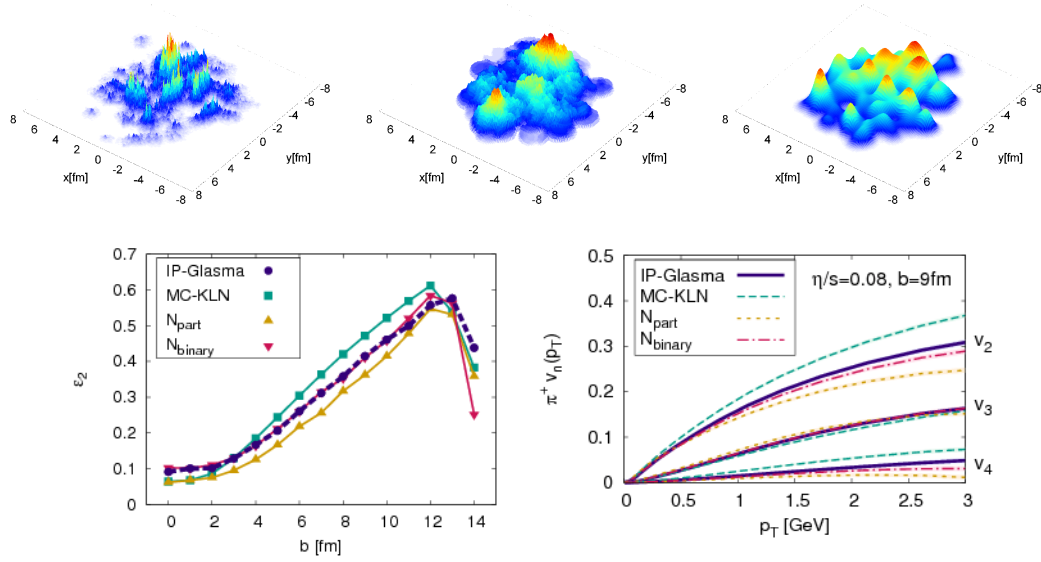 8
6
4
2
0
-2
-4
-6
-8
x[fm]
-8
-6
-4
-2
0
2
4
6
8
y[fm]
8
6
4
2
0
-2
-4
-6
-8
x[fm]
-8
-6
-4
-2
0
2
4
6
8
y[fm]
8
6
4
2
0
-2
-4
-6
-8
x[fm]
-8
-6
-4
-2
0
2
4
6
8
y[fm]
0.7
0.6
0.5
0.4
0.3
0.2
0.1
0
ε2
IP-Glasma
MC-KLN
Npart
Nbinary
0 2 4 6 8 10 12 14
b [fm]
0.5
0.4
0.3
0.2
0.1
0
π+ vn(pT)
IP-Glasma
MC-KLN
Npart
Nbinary
η/s=0.08, b=9fm
v2
v3
v4
0 0.5 1 1.5 2 2.5 3
pT [GeV]